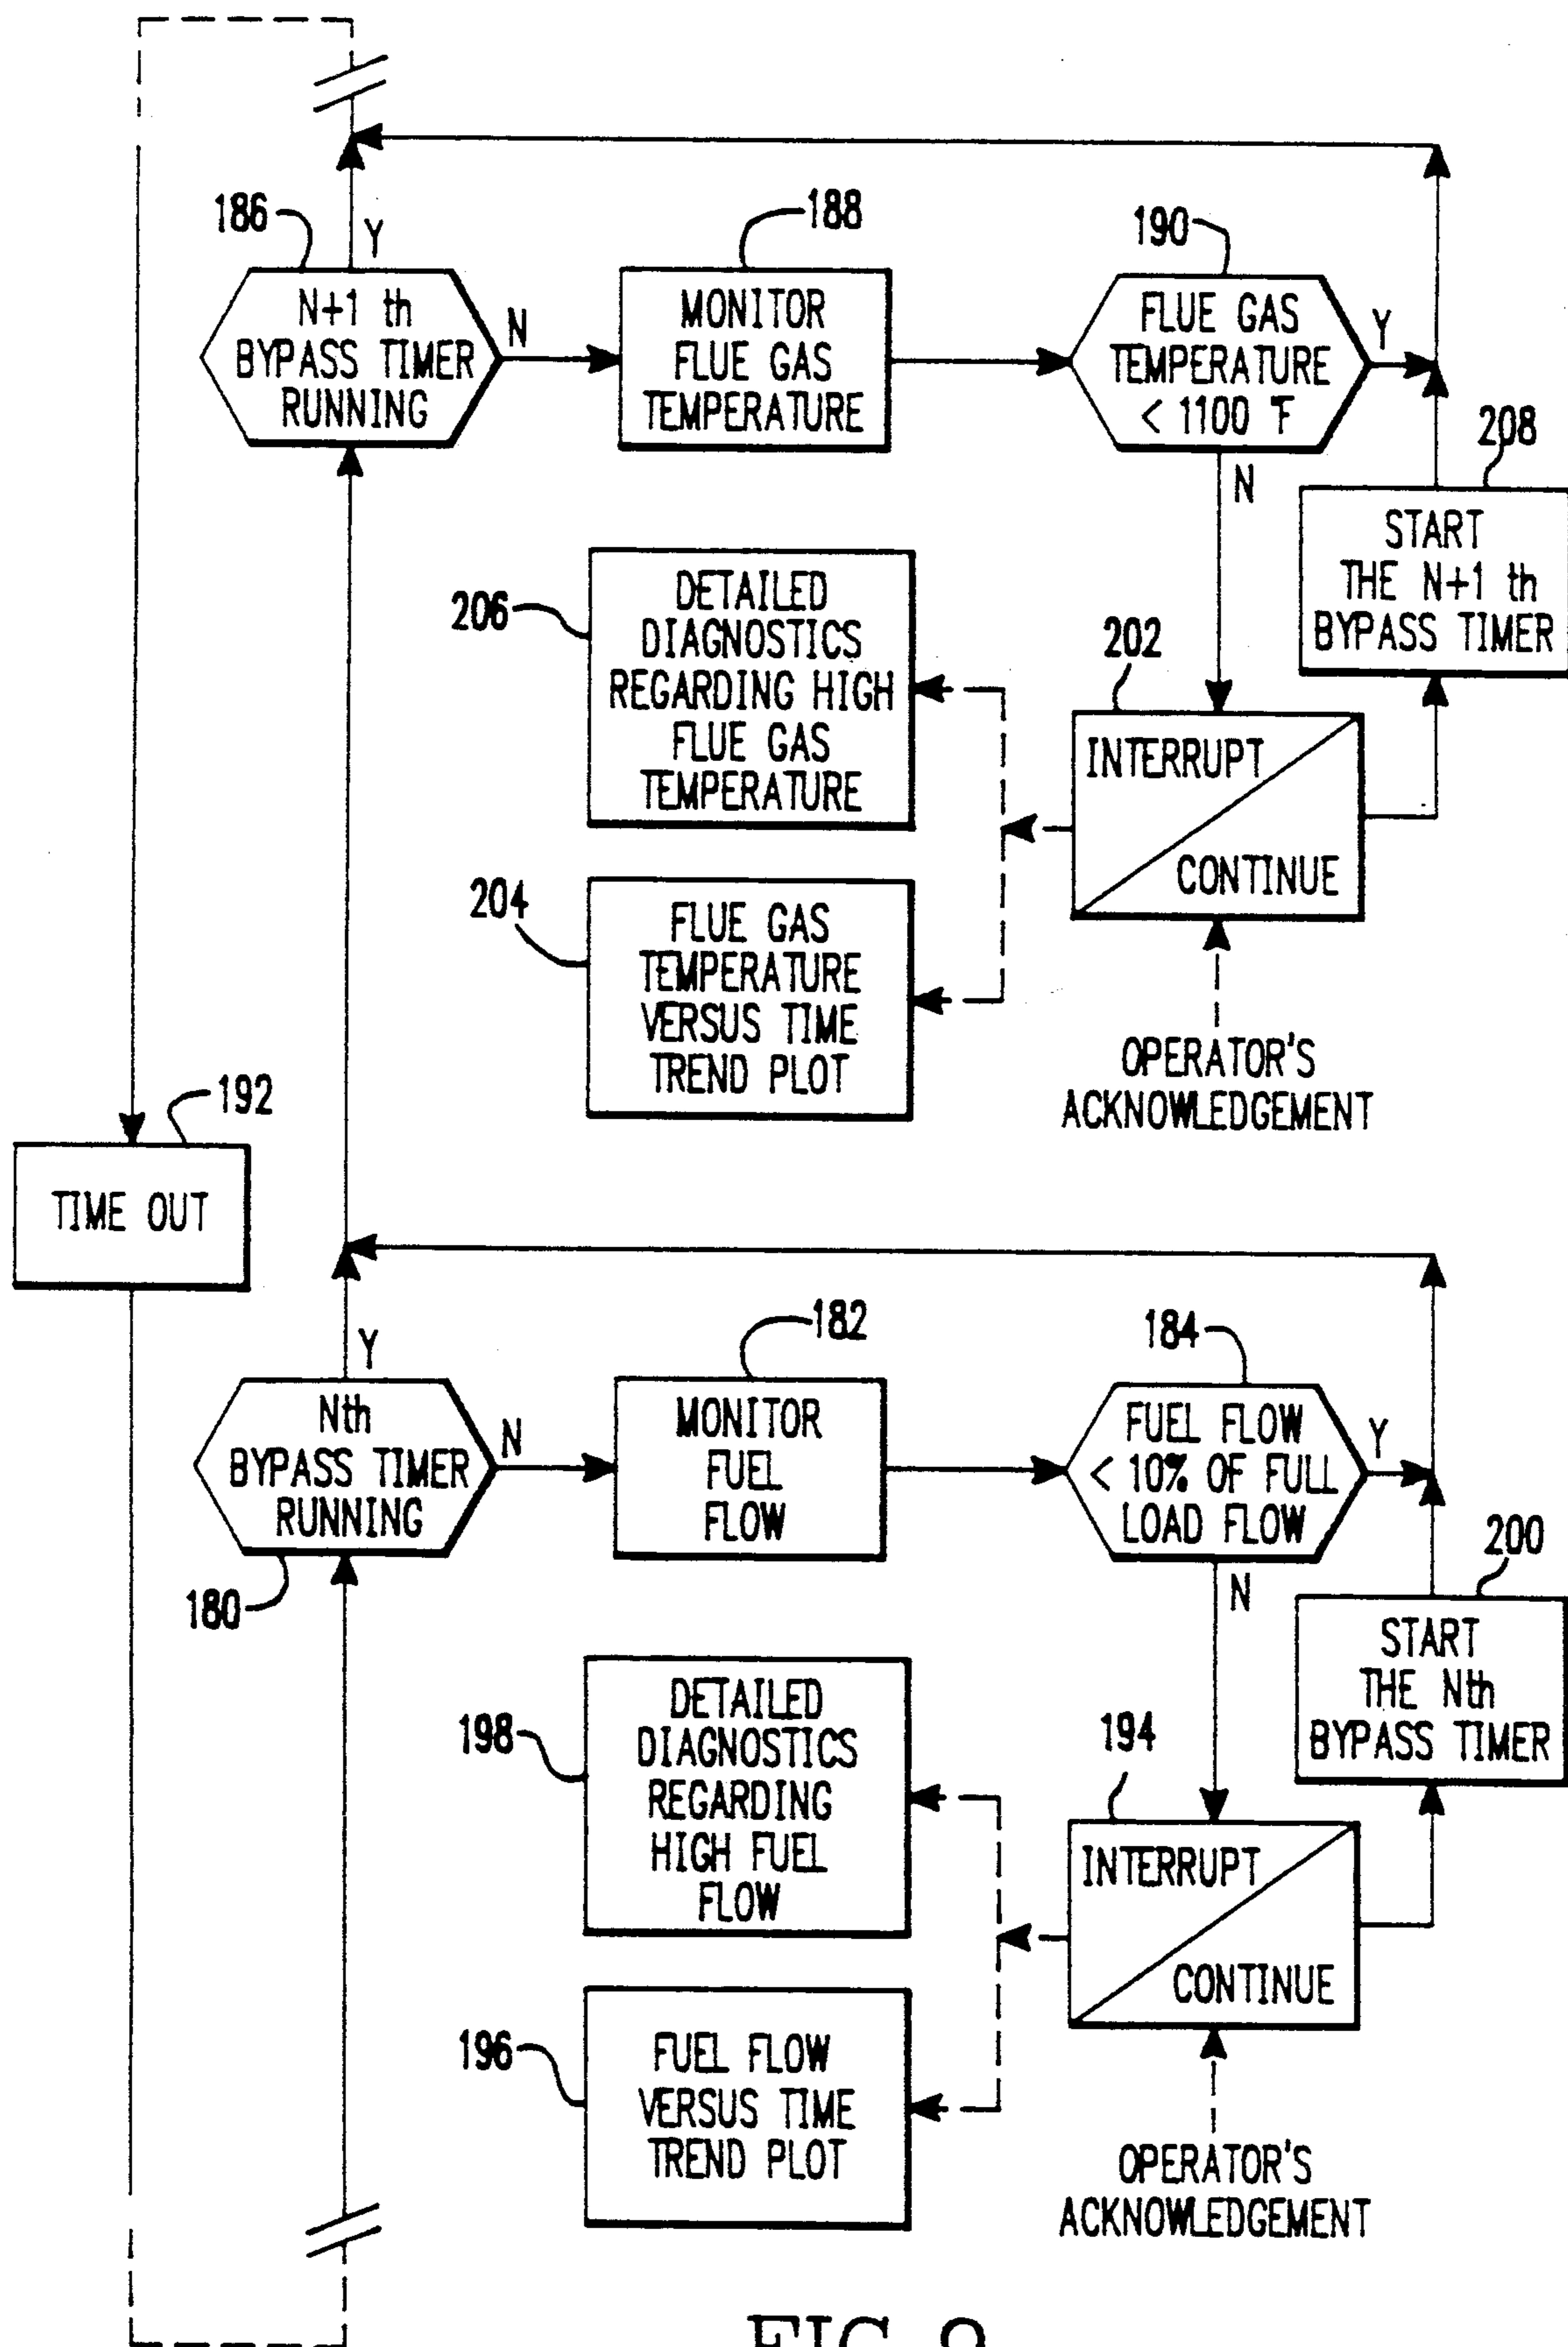 186
Y
188
190
N+1 th
BYPASS TIMER
RUNNING
N
MONITOR
FLUE GAS
TEMPERATURE
FLUE GAS
TEMPERATURE
< 1100 °F
Y
N
208
START
THE N+1 th
BYPASS TIMER
206
DETAILED
DIAGNOSTICS
REGARDING HIGH
FLUE GAS
TEMPERATURE
202
INTERRUPT
CONTINUE
204
FLUE GAS
TEMPERATURE
VERSUS TIME
TREND PLOT
OPERATOR'S
ACKNOWLEDGEMENT
192
TIME OUT
Y
182
184
Nth
BYPASS TIMER
RUNNING
N
180
MONITOR
FUEL
FLOW
FUEL FLOW
< 10% OF FULL
LOAD FLOW
Y
N
200
START
THE Nth
BYPASS TIMER
198
DETAILED
DIAGNOSTICS
REGARDING
HIGH FUEL
FLOW
194
INTERRUPT
CONTINUE
196
FUEL FLOW
VERSUS TIME
TREND PLOT
OPERATOR'S
ACKNOWLEDGEMENT